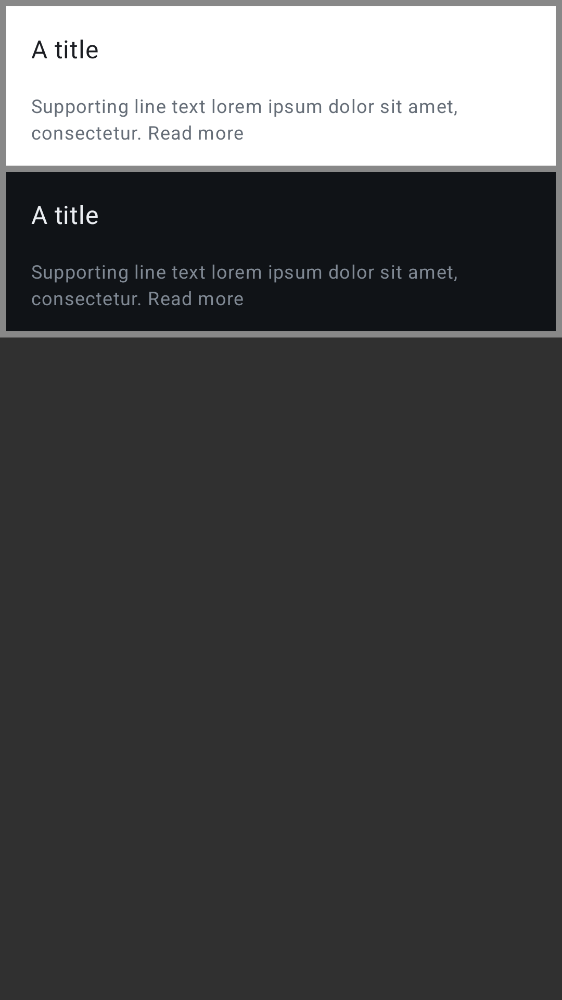 A title
Supporting line text lorem ipsum dolor sit amet,
consectetur. Read more
A title
Supporting line text lorem ipsum dolor sit amet,
consectetur. Read more